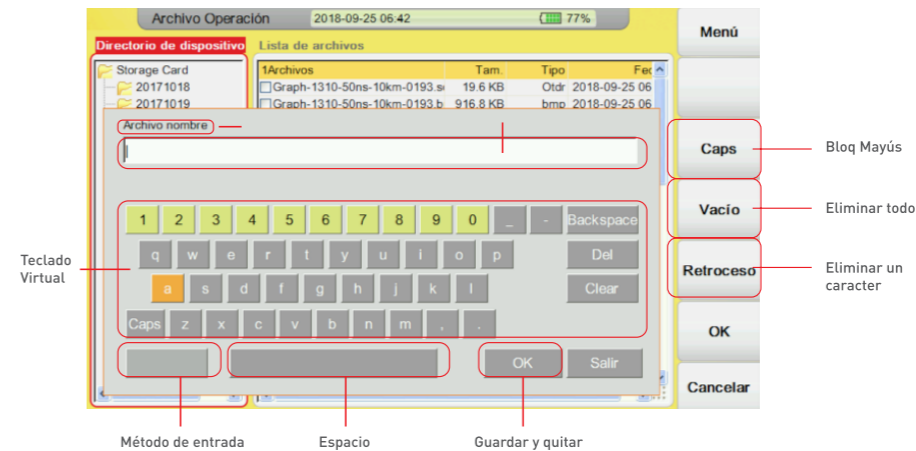 Archivo Operación 2018-09-25 06:42 77%
Menú
Directorio de dispositivo Lista de archivos
Storage Card
20171018
20171019
1Archivos Tam. Tipo Fec
Graph-1310-50ns-10km-0193.s 19.6 KB Otdr 2018-09-25 06
Graph-1310-50ns-10km-0193.b 916.8 KB bmp 2018-09-25 06
Archivo nombre
Caps
Bloq Mayús
Vacío
Eliminar todo
Retroceso
Eliminar un
caracter
OK
Cancelar
Teclado
Virtual
1 2 3 4 5 6 7 8 9 0 _ - Backspace
q w e r t y u i o p Del
a s d f g h j k l Clear
Caps z x c v b n m , .
OK Salir
Método de entrada
Espacio
Guardar y quitar